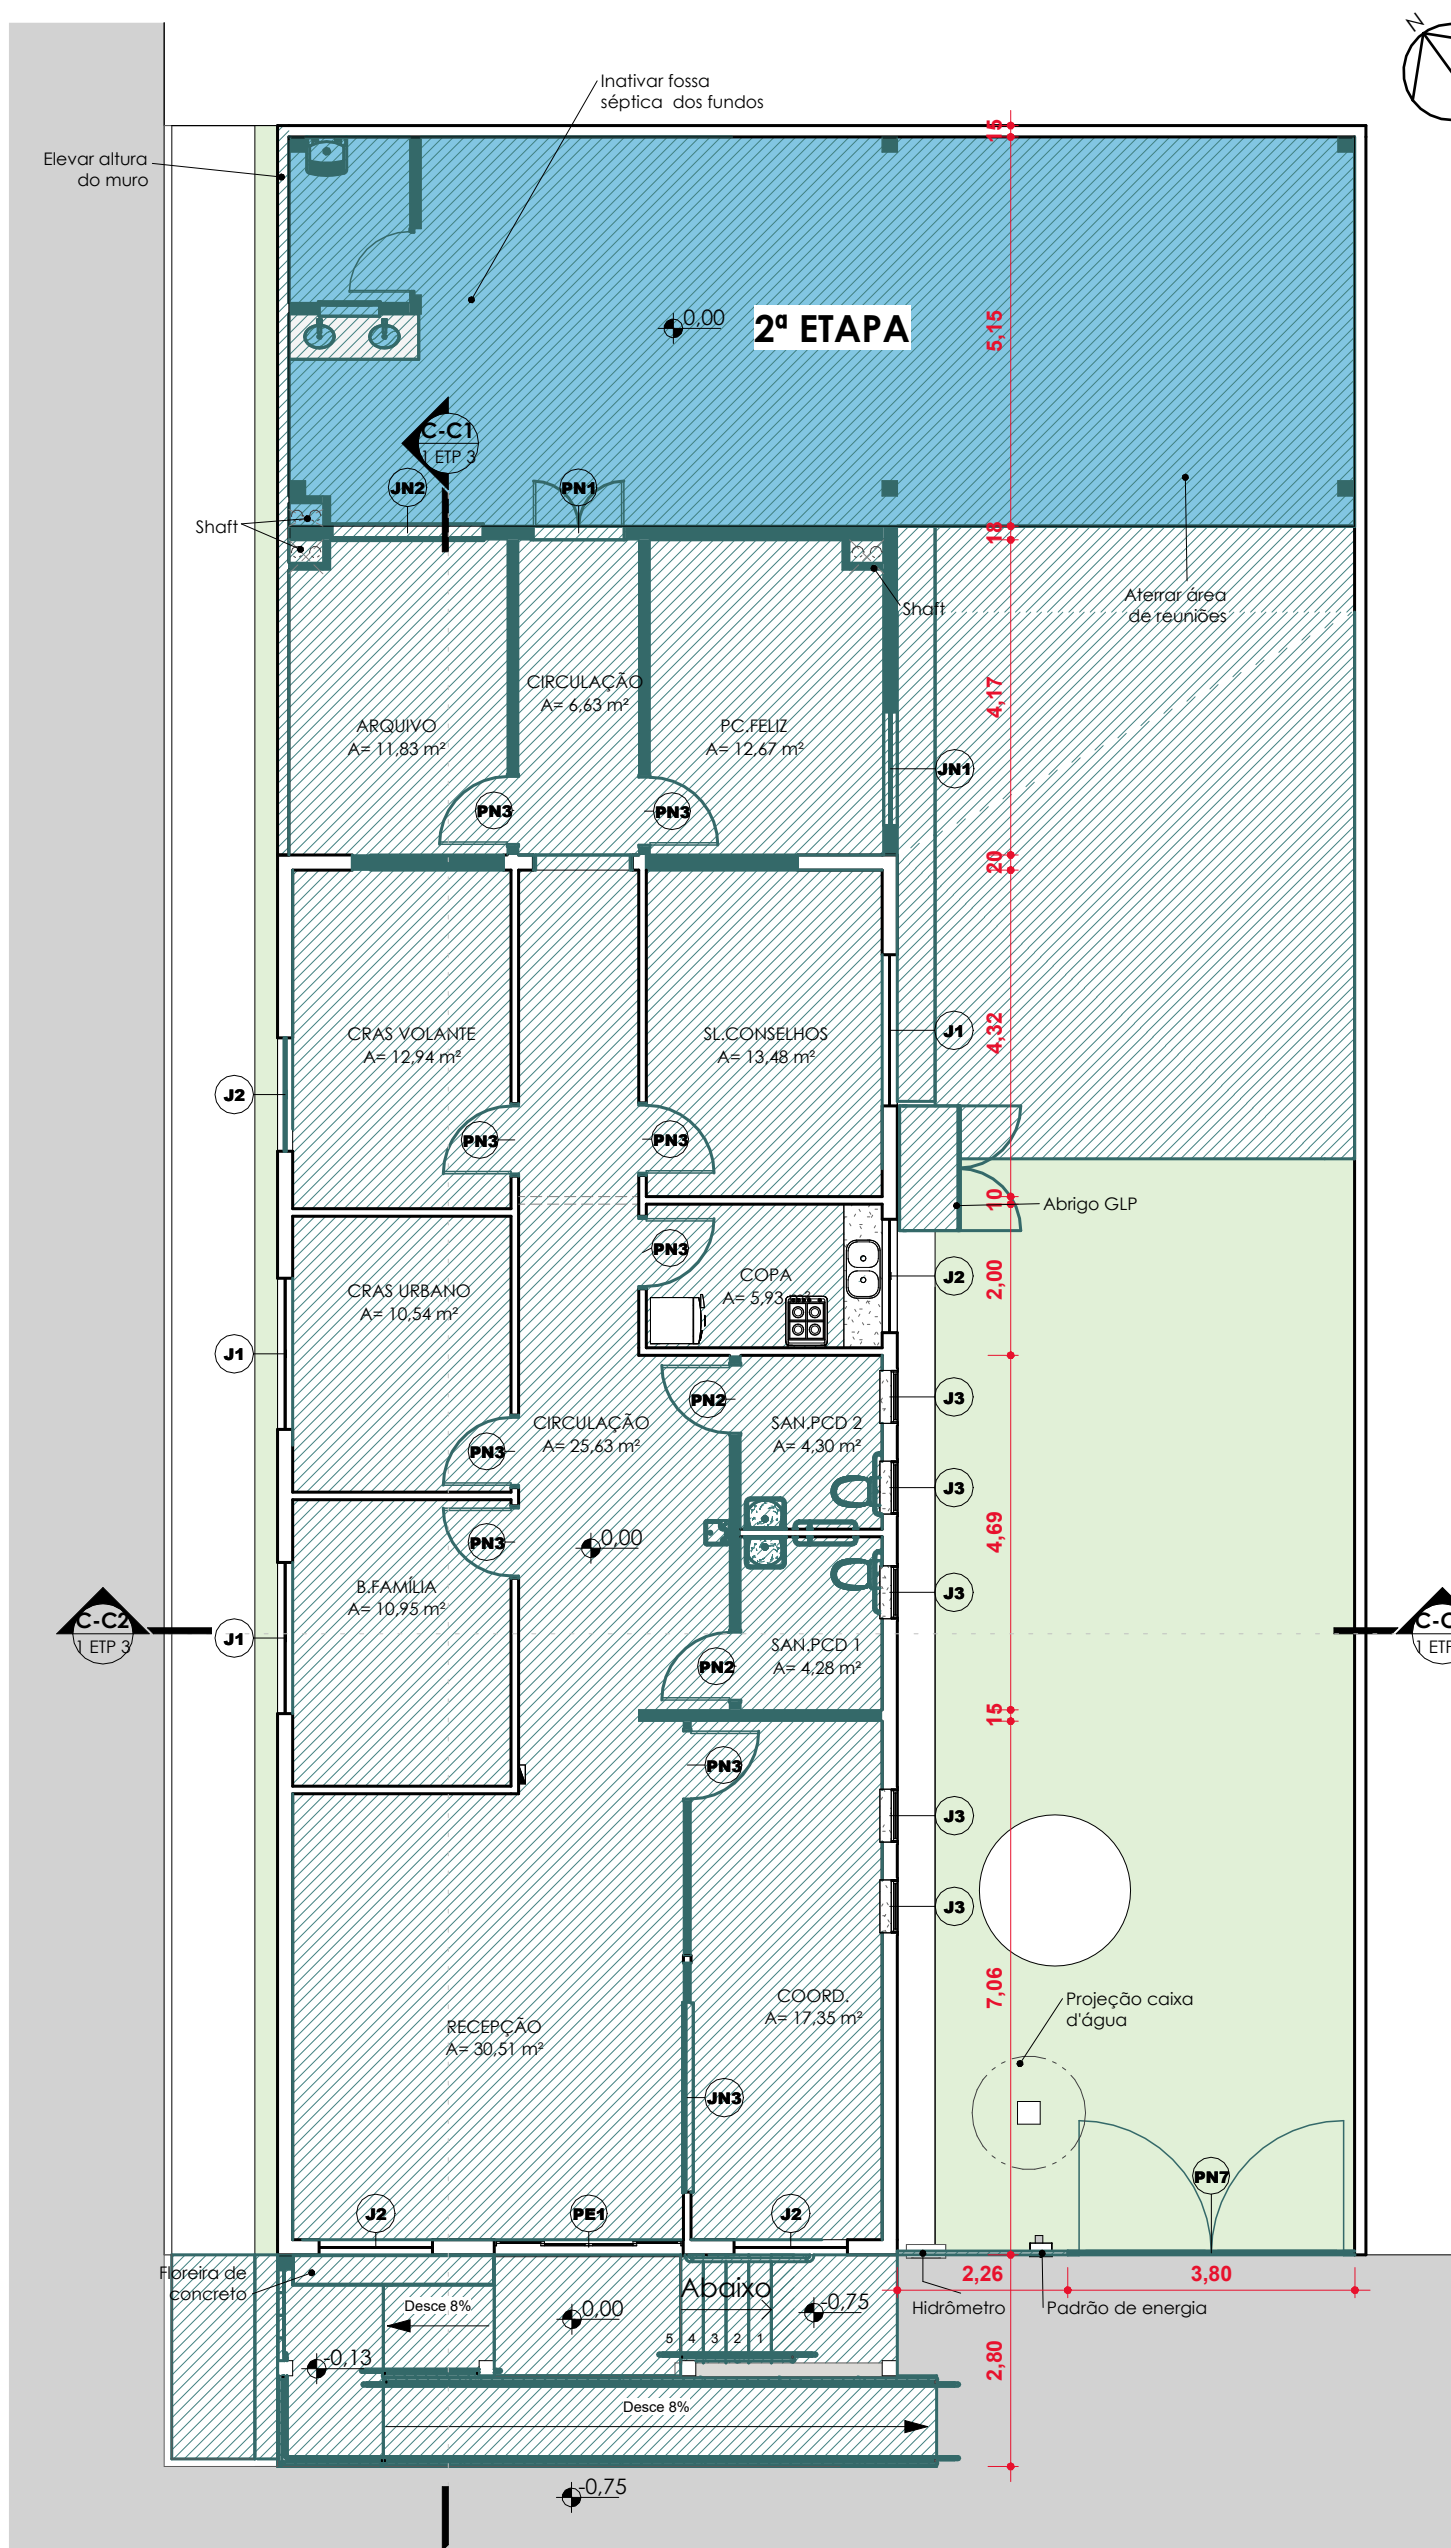 N
Inativar fossa
séptica dos fundos
15
Elevar altura
do muro
0,00
2ª ETAPA
5,15
C-C1
1 ETP 3
JN2
PN1
Shaft
18
Aterrar área
de reuniões
Shaft
CIRCULAÇÃO
A= 6,63 m²
ARQUIVO
A= 11,83 m²
PC.FELIZ
A= 12,67 m²
4,17
JN1
PN3
PN3
20
CRAS VOLANTE
A= 12,94 m²
SL.CONSELHOS
A= 13,48 m²
J1
4,32
J2
PN3
PN3
10
Abrigo GLP
PN3
COPA
A= 5,93 m²
J2
2,00
CRAS URBANO
A= 10,54 m²
J1
PN2
J3
CIRCULAÇÃO
A= 25,63 m²
SAN.PCD 2
A= 4,30 m²
PN3
J3
4,69
PN3
0,00
B.FAMÍLIA
A= 10,95 m²
J3
C-C2
1 ETP 3
J1
C-C
1 ETP
SAN.PCD 1
A= 4,28 m²
PN2
15
PN3
J3
J3
7,06
COORD.
A= 17,35 m²
Projeção caixa
d'água
RECEPÇÃO
A= 30,51 m²
JN3
PN7
J2
PE1
J2
Floreira de
concreto
2,26
3,80
Abaixo
Desce 8%
0,00
-0,75
Hidrômetro
Padrão de energia
5 4 3 2 1
-0,13
2,80
Desce 8%
-0,75